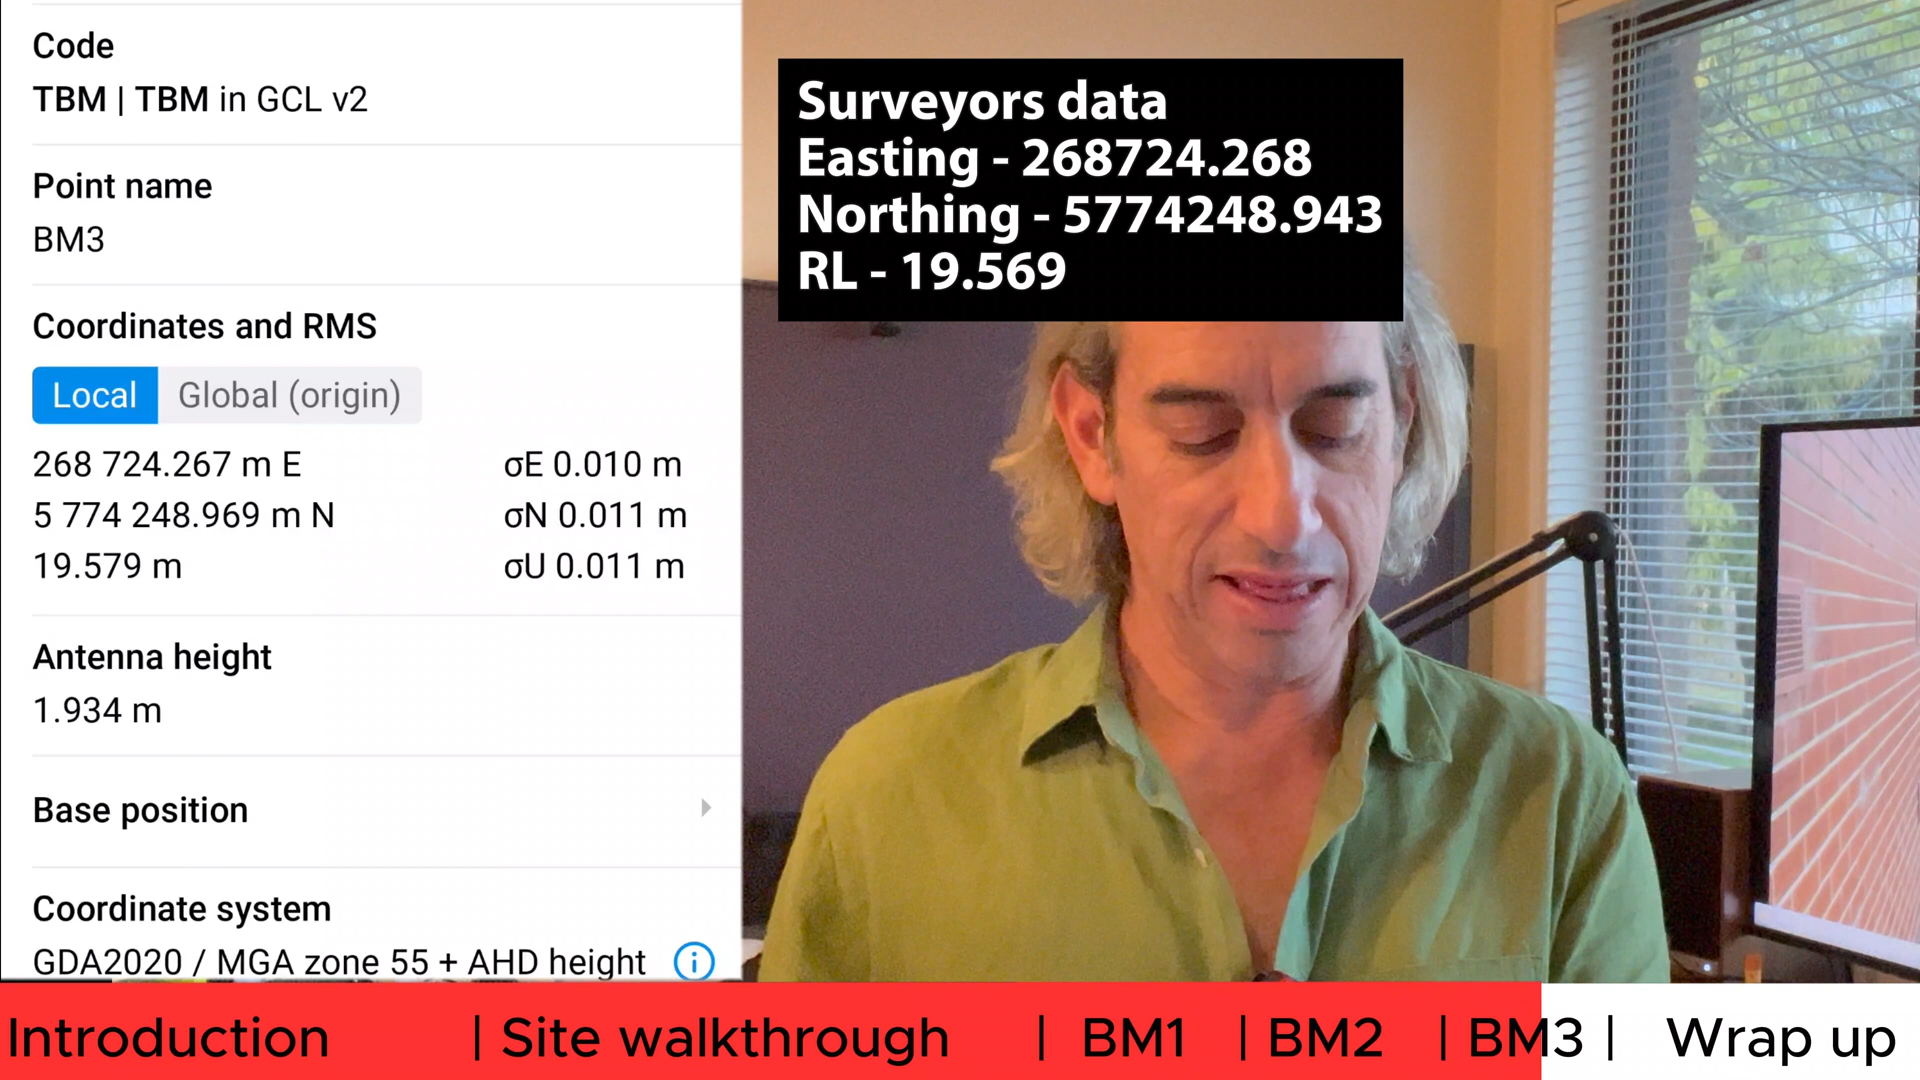 Code
TBM | TBM in GCL v2
Point name
BM3
Coordinates and RMS
Local Global (origin)
268 724.267 m E σE 0.010 m
5 774 248.969 m N σN 0.011 m
19.579 m σU 0.011 m
Antenna height
1.934 m
Base position
Coordinate system
GDA2020 / MGA zone 55 + AHD height
Surveyors data
Easting - 268724.268
Northing - 5774248.943
RL - 19.569
Introduction | Site walkthrough | BM1 | BM2 | BM3 | Wrap up